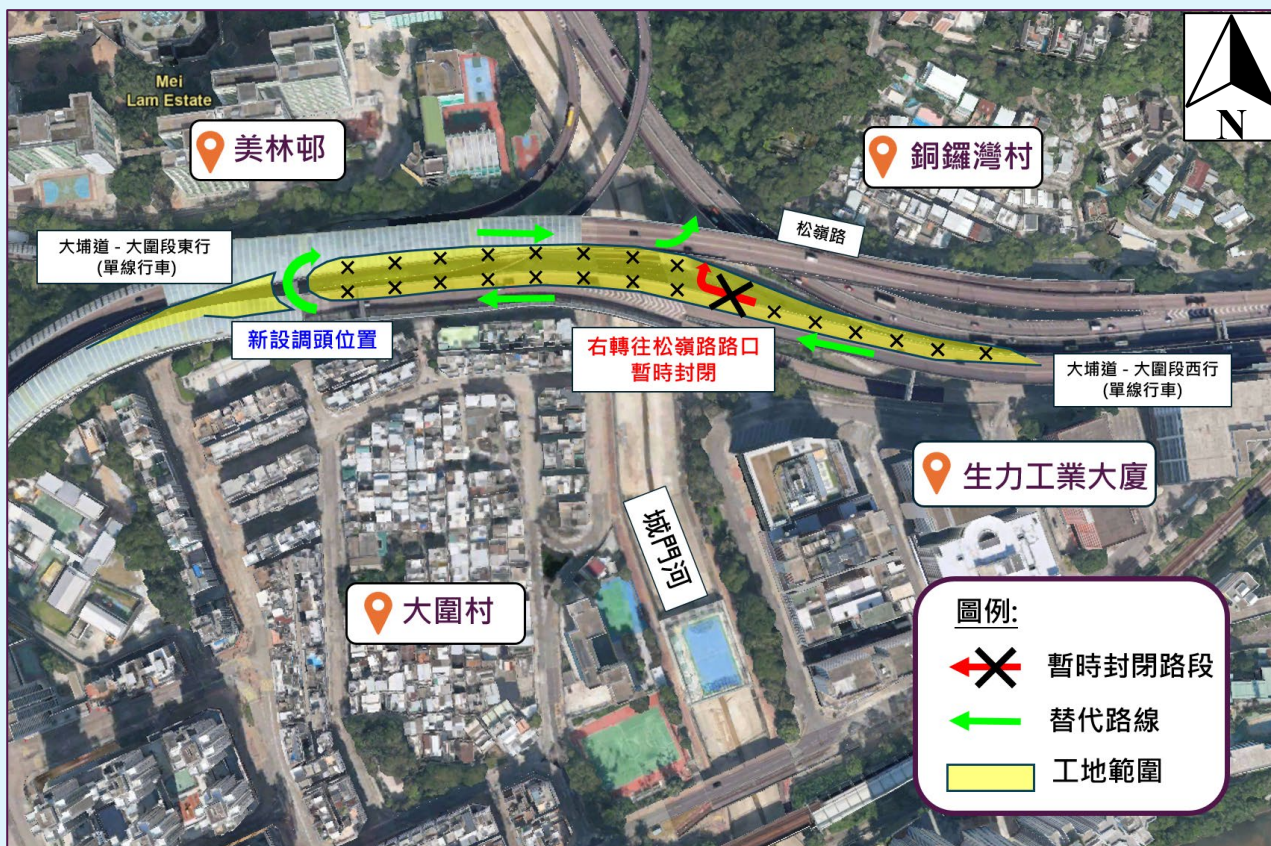 Mei
Lam Estate
美林邨
銅鑼灣村
N
松嶺路
大埔道 - 大圍段東行
(單線行車)
新設調頭位置
右轉往松嶺路路口
暫時封閉
大埔道 - 大圍段西行
(單線行車)
生力工業大廈
城門河
大圍村
圖例:
暫時封閉路段
替代路線
工地範圍